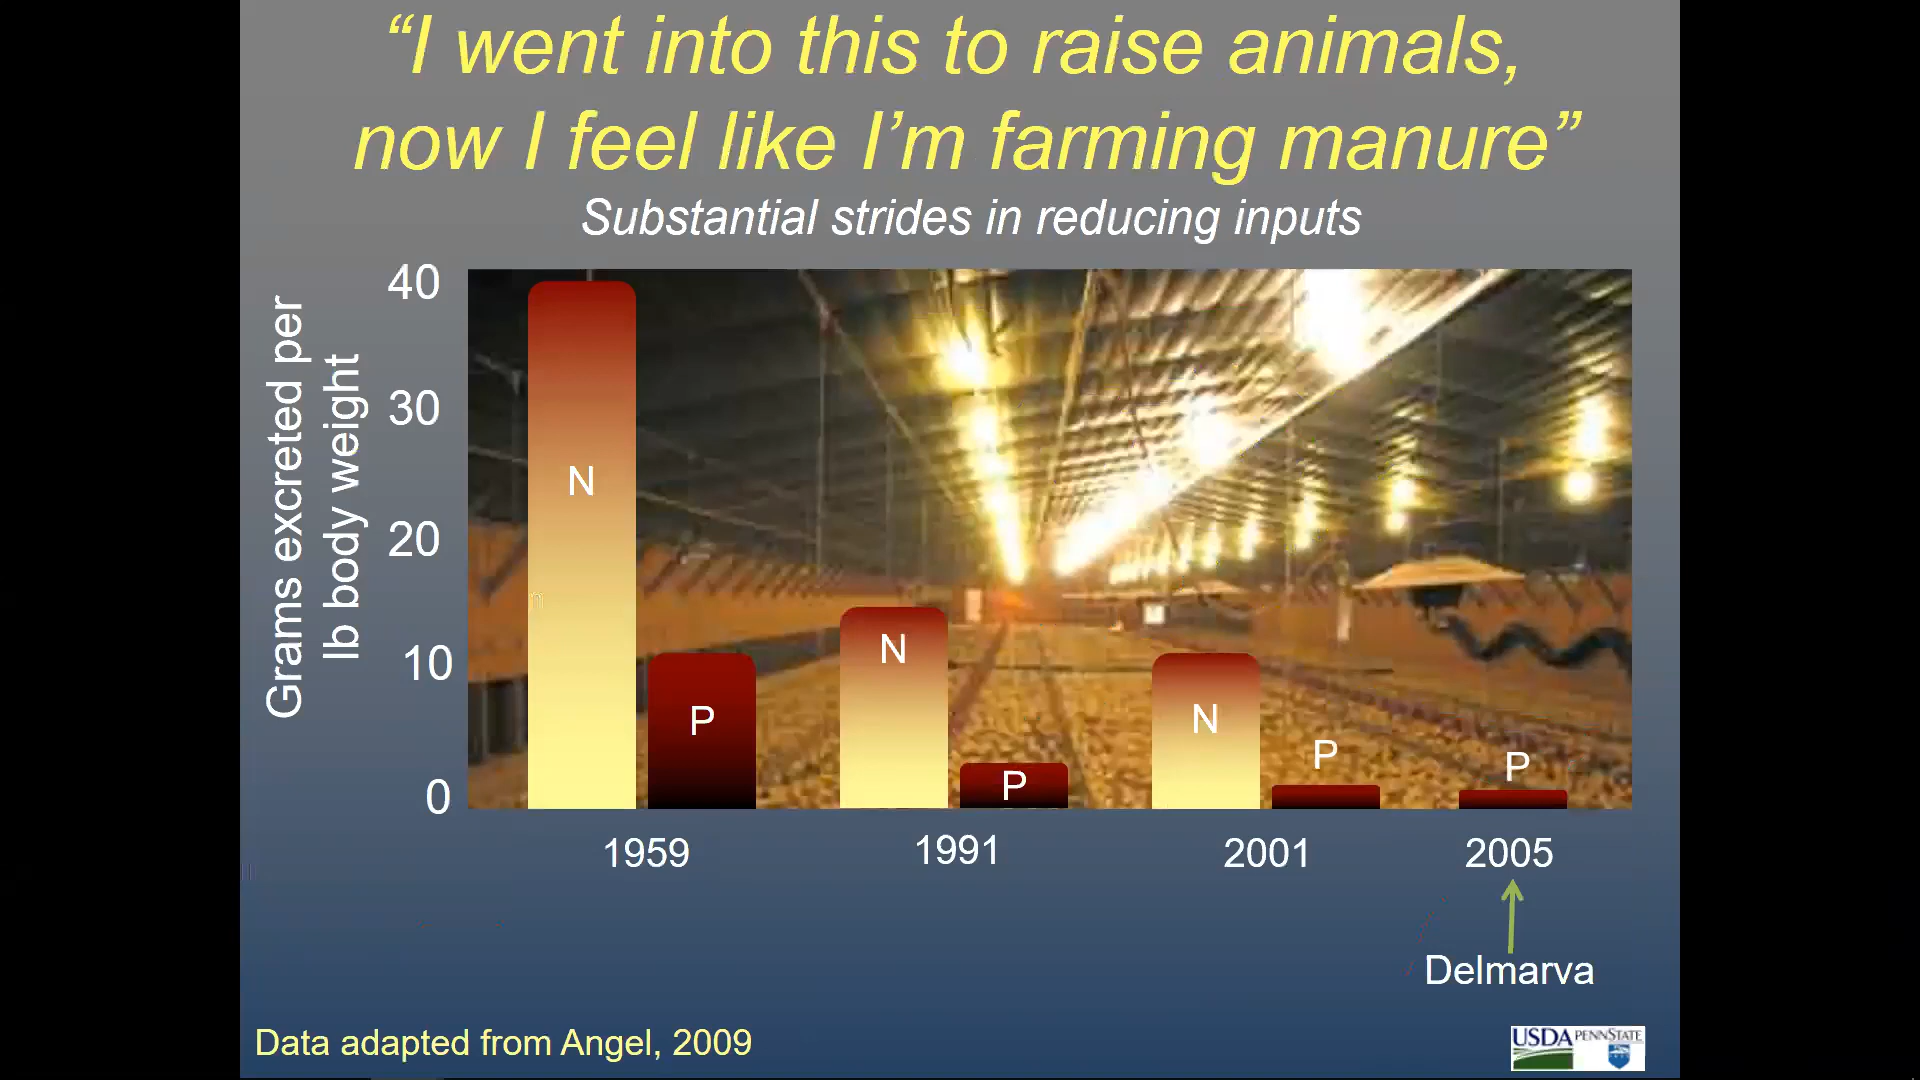 “I went into this to raise animals,
now I feel like I’m farming manure”
Substantial strides in reducing inputs
Grams excreted per
lb body weight
40
30
20
10
0
N
P
N
P
N
P
P
1959
1991
2001
2005
Delmarva
Data adapted from Angel, 2009
USDA
PENNSTATE